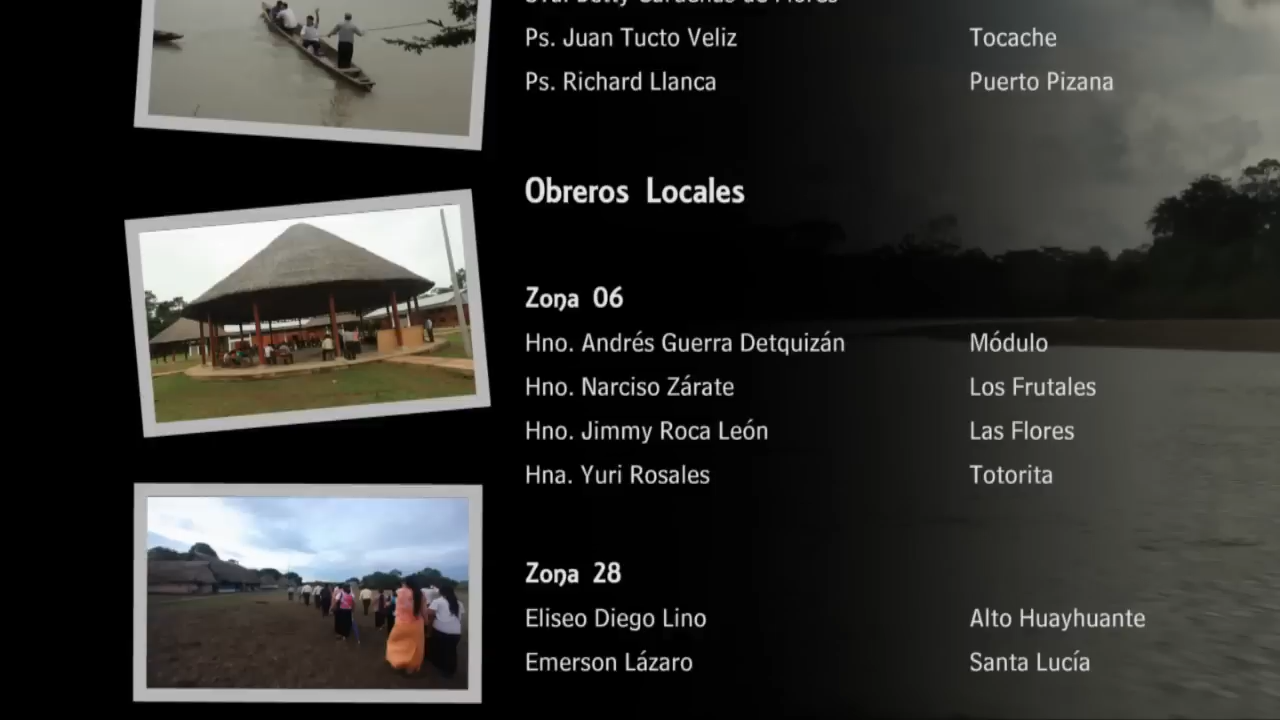 Ps. Juan Tucto Veliz Tocache
Ps. Richard Llanca Puerto Pizana
Obreros Locales
Zona 06
Hno. Andrés Guerra Detquizán Módulo
Hno. Narciso Zárate Los Frutales
Hno. Jimmy Roca León Las Flores
Hna. Yuri Rosales Totorita
Zona 28
Eliseo Diego Lino Alto Huayhuante
Emerson Lázaro Santa Lucía